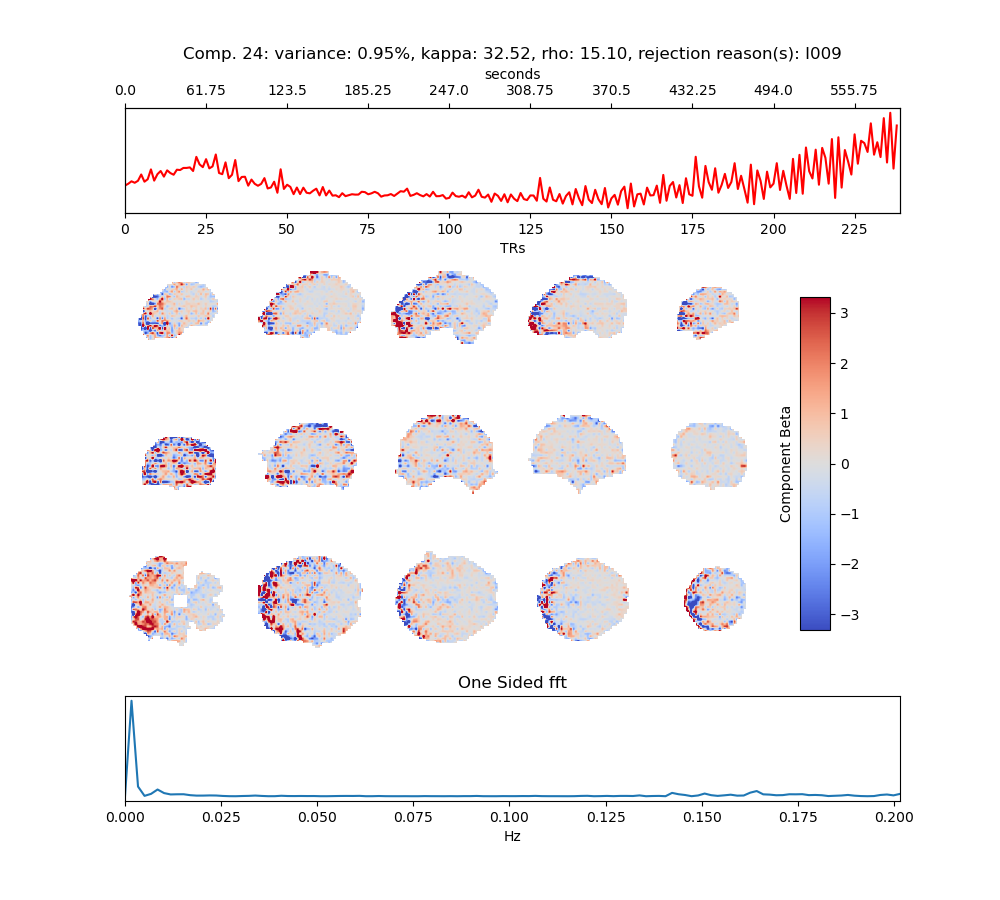 Comp. 24: variance: 0.95%, kappa: 32.52, rho: 15.10, rejection reason(s): I009
seconds
0.0 61.75 123.5 185.25 247.0 308.75 370.5 432.25 494.0 555.75
0 25 50 75 100 125 150 175 200 225
TRs
3
2
1
0
−1
−2
−3
Component Beta
One Sided fft
0.000 0.025 0.050 0.075 0.100 0.125 0.150 0.175 0.200
Hz